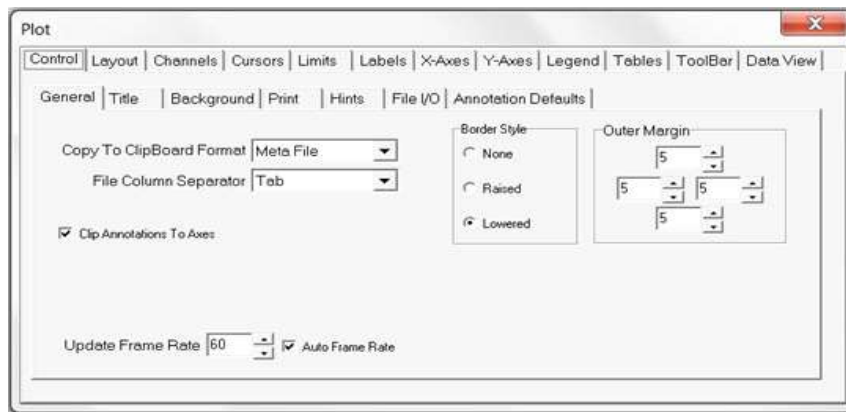 Plot
Control Layout Channels Cursors Limits Labels X-Axes Y-Axes Legend Tables ToolBar Data View
General Title Background Print Hints File I/O Annotation Defaults
Copy To ClipBoard Format Meta File
File Column Separator Tab
Clip Annotations To Axes
Update Frame Rate 60 Auto Frame Rate
Border Style
None
Raised
Lowered
Outer Margin
5
5 5
5